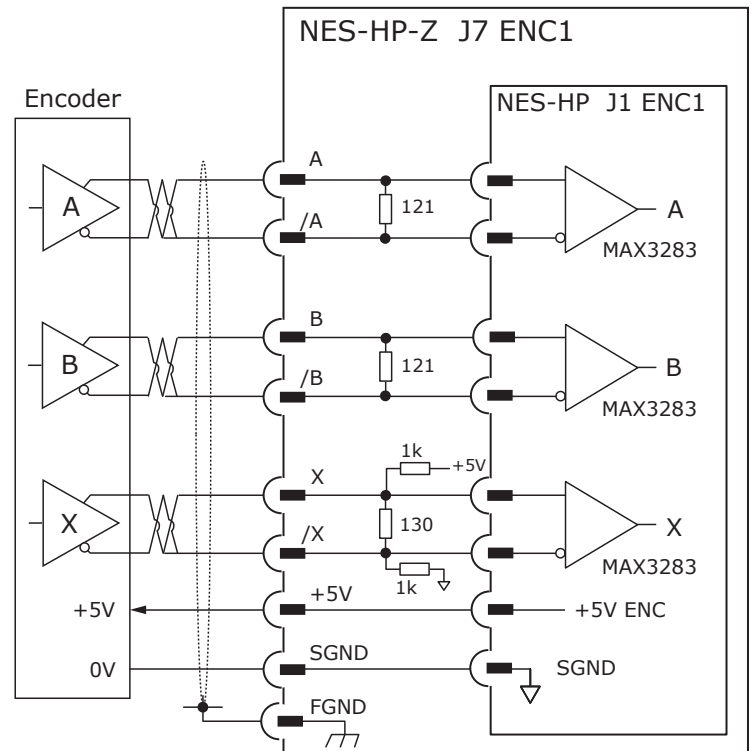 NES-HP-Z J7 ENC1
Encoder
NES-HP J1 ENC1
A
A
121
/A
A
MAX3283
B
B
121
/B
B
MAX3283
1k
+5V
X
X
130
/X
1k
X
MAX3283
+5V
+5V
+5V ENC
0V
SGND
SGND
FGND